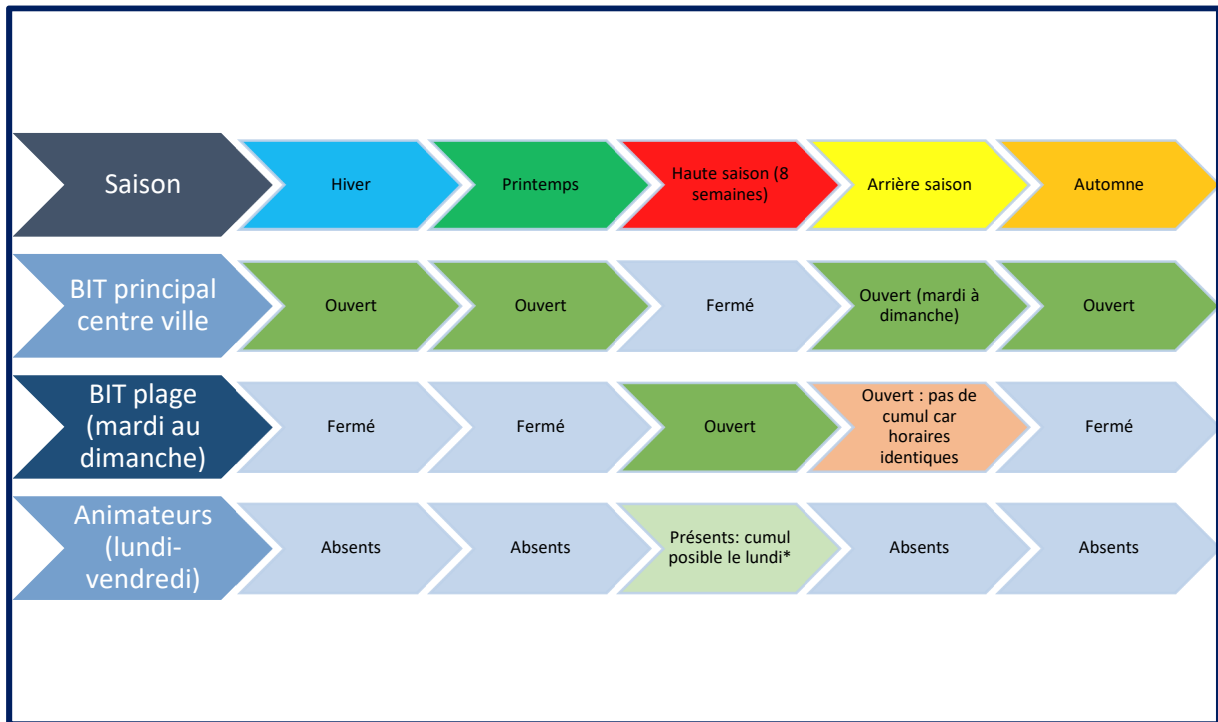 Saison
Hiver
Printemps
Haute saison (8
semaines)
Arrière saison
Automne
BIT principal
centre ville
Ouvert
Ouvert
Fermé
Ouvert (mardi à
dimanche)
Ouvert
BIT plage
(mardi au
dimanche)
Fermé
Fermé
Ouvert
Ouvert : pas de
cumul car
horaires
identiques
Fermé
Animateurs
(lundi-
vendredi)
Absents
Absents
Présents: cumul
posible le lundi*
Absents
Absents